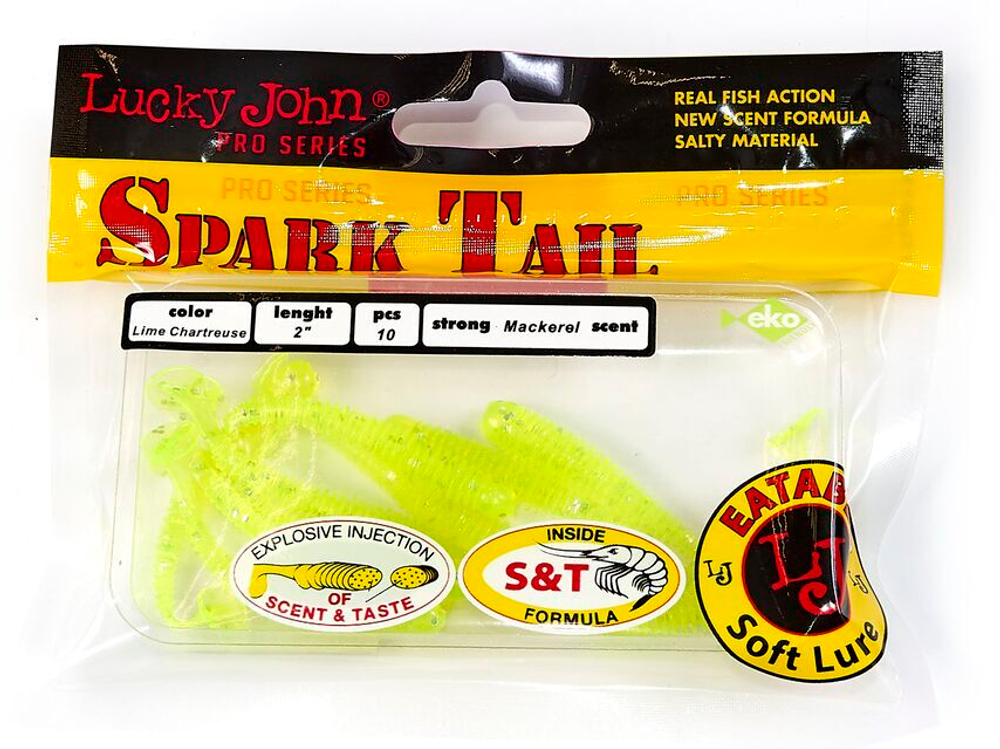 Lucky John®
PRO SERIES
REAL FISH ACTION
NEW SCENT FORMULA
SALTY MATERIAL
PRO SERIES
PRO SERIES
SPARK TAIL
color
Lime Chartreuse
lenght
2"
pcs
10
strong Mackerel scent
eko
EXPLOSIVE INJECTION
OF
SCENT & TASTE
INSIDE
S&T
FORMULA
LJ
LJ
LJ
Soft Lure